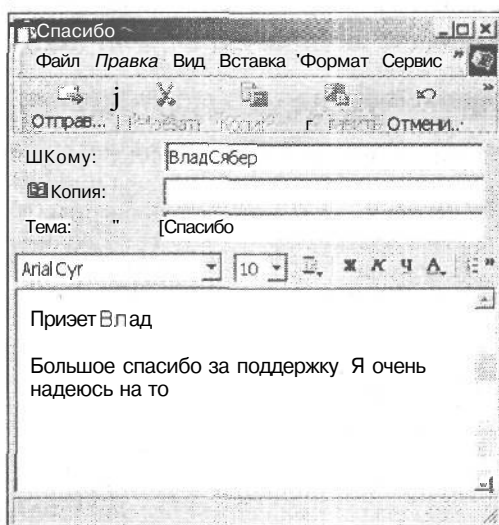 Спасибо
Файл Правка Вид Вставка 'Формат Сервис "
j "
Отправ... г Отмени..
ШКому: ВладСябер
Копия:
Тема: " [Спасибо
Arial Cyr 10 Ж К Ч А "
Приэет Влад
Большое спасибо за поддержку Я очень
надеюсь на то